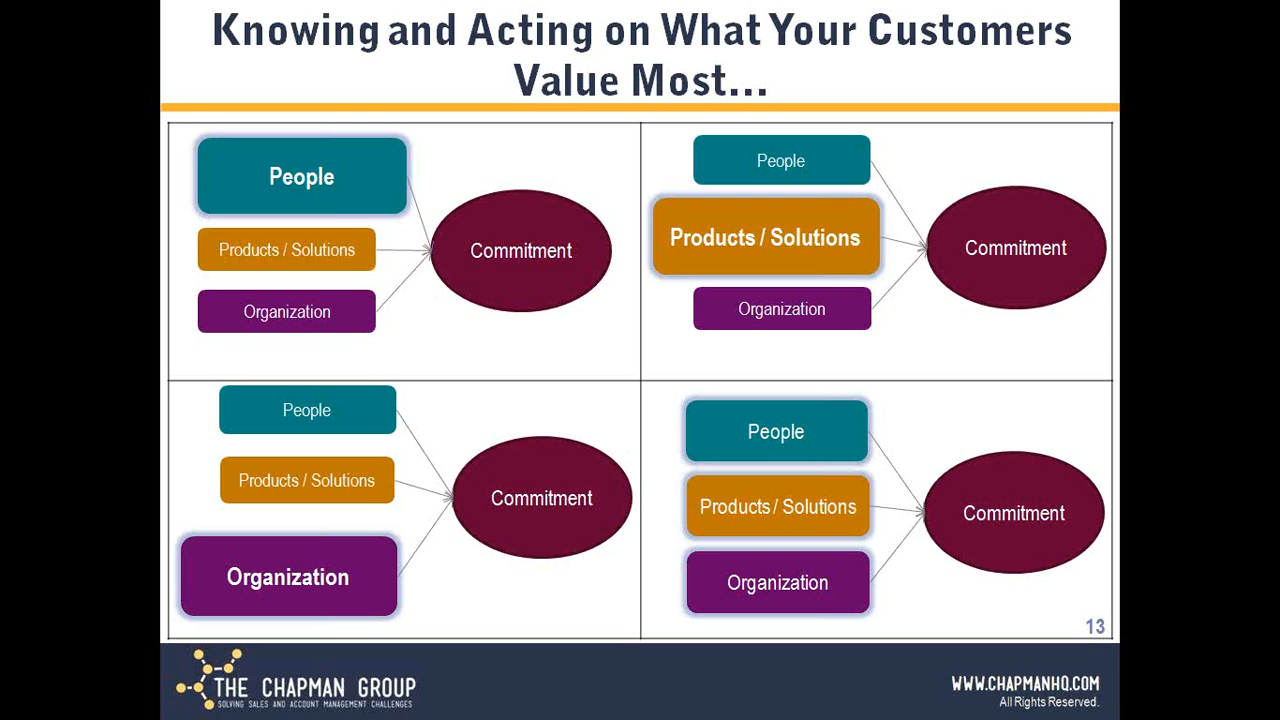 Knowing and Acting on What Your Customers
Value Most...
People
Products / Solutions
Organization
Commitment
People
Products / Solutions
Organization
Commitment
People
Products / Solutions
Organization
Commitment
People
Products / Solutions
Organization
Commitment
13
THE CHAPMAN GROUP
SOLVING SALES AND ACCOUNT MANAGEMENT CHALLENGES
WWW.CHAPMANHQ.COM
All Rights Reserved.